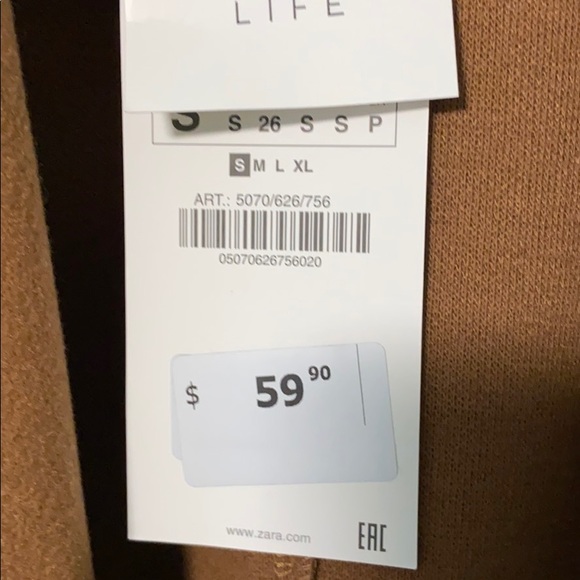 LIFE
S S 26 S S P
S M L XL
ART.: 5070/626/756
05070626756020
$ 59 90
www.zara.com EAC